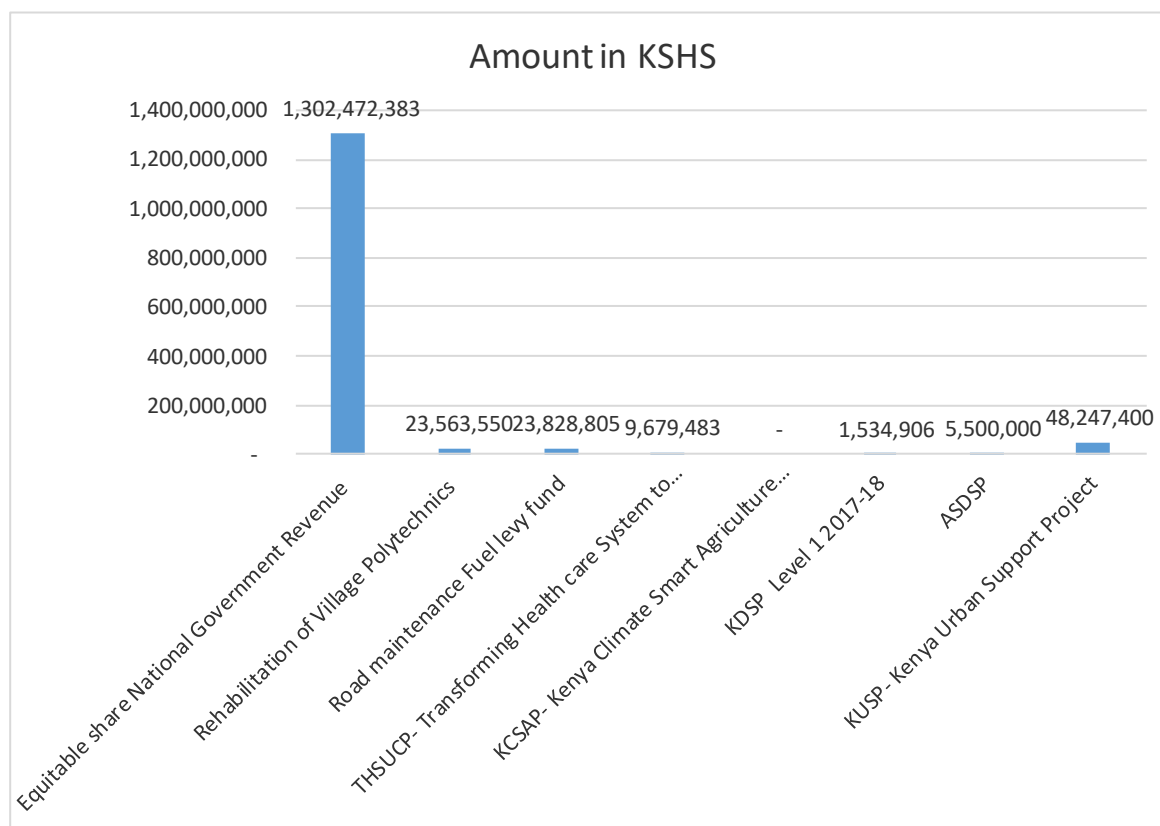 Amount in KSHS
1,400,000,000
1,200,000,000
1,000,000,000
800,000,000
600,000,000
400,000,000
200,000,000
-
1,302,472,383
23,563,550
23,828,805
9,679,483
-
1,534,906
5,500,000
48,247,400
Equitable share National Government Revenue
Rehabilitation of Village Polytechnics
Road maintenance Fuel levy fund
THSUCP- Transforming Health care System to...
KCSAP- Kenya Climate Smart Agriculture...
KDSP Level 1 2017-18
ASDSP
KUSP- Kenya Urban Support Project